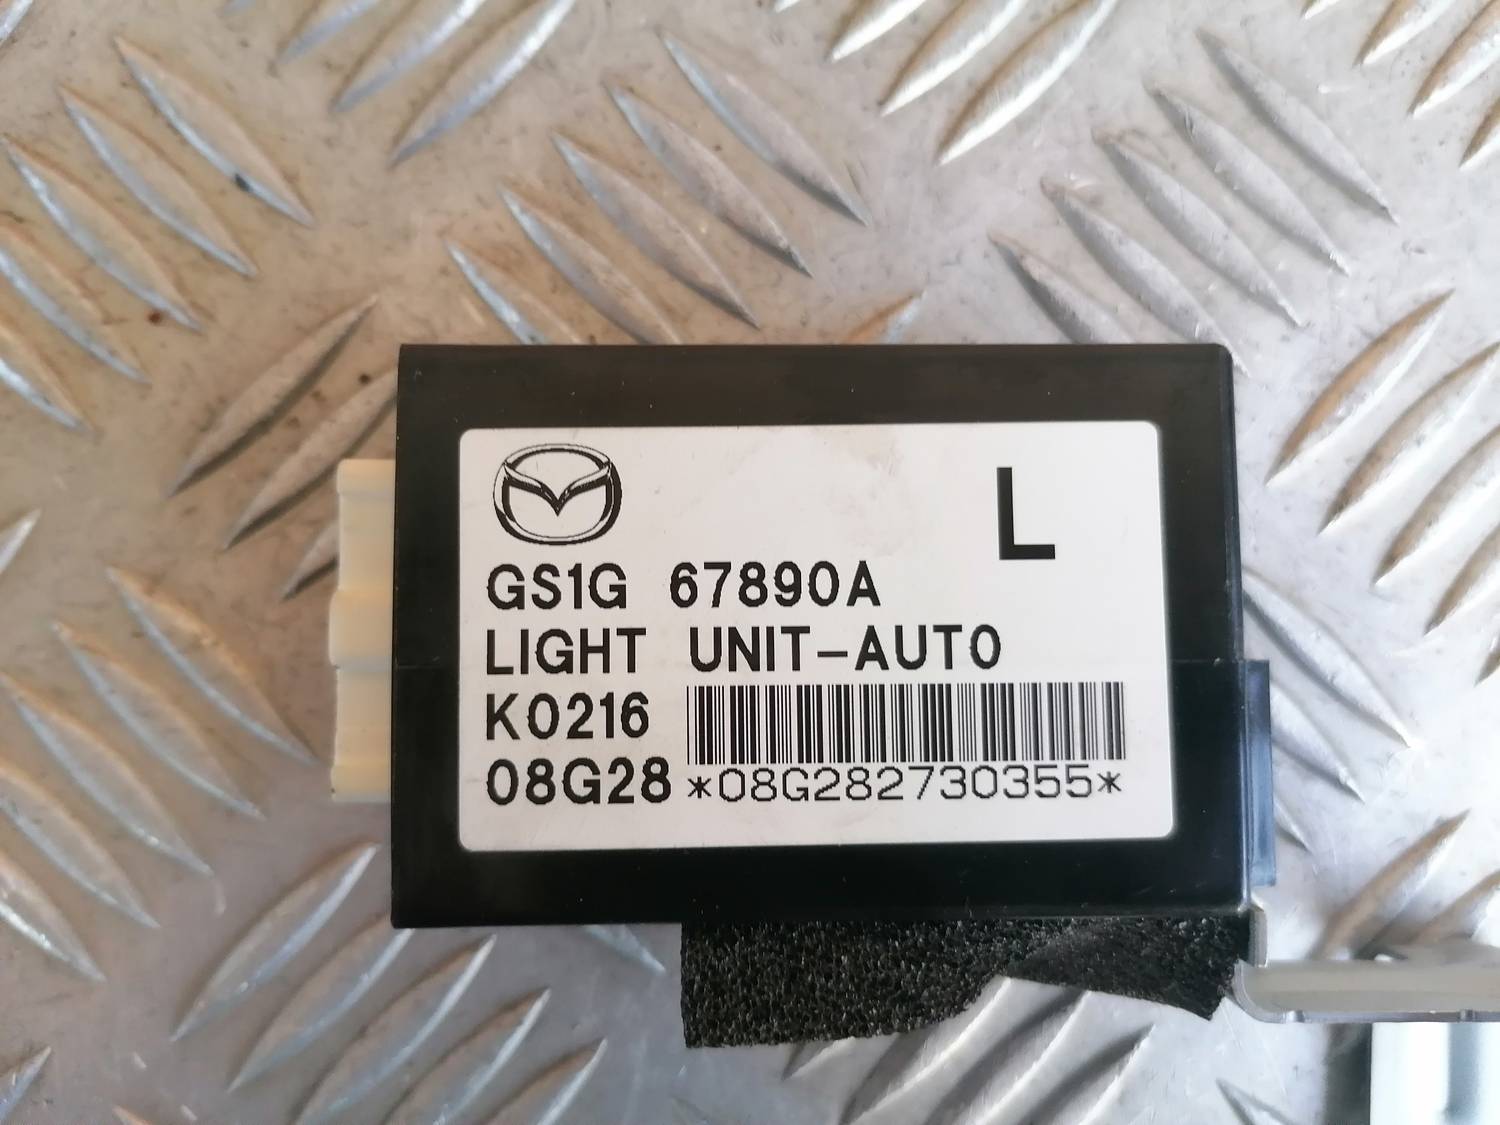 L
GS1G 67890A
LIGHT UNIT-AUTO
K0216
08G28 *08G282730355*